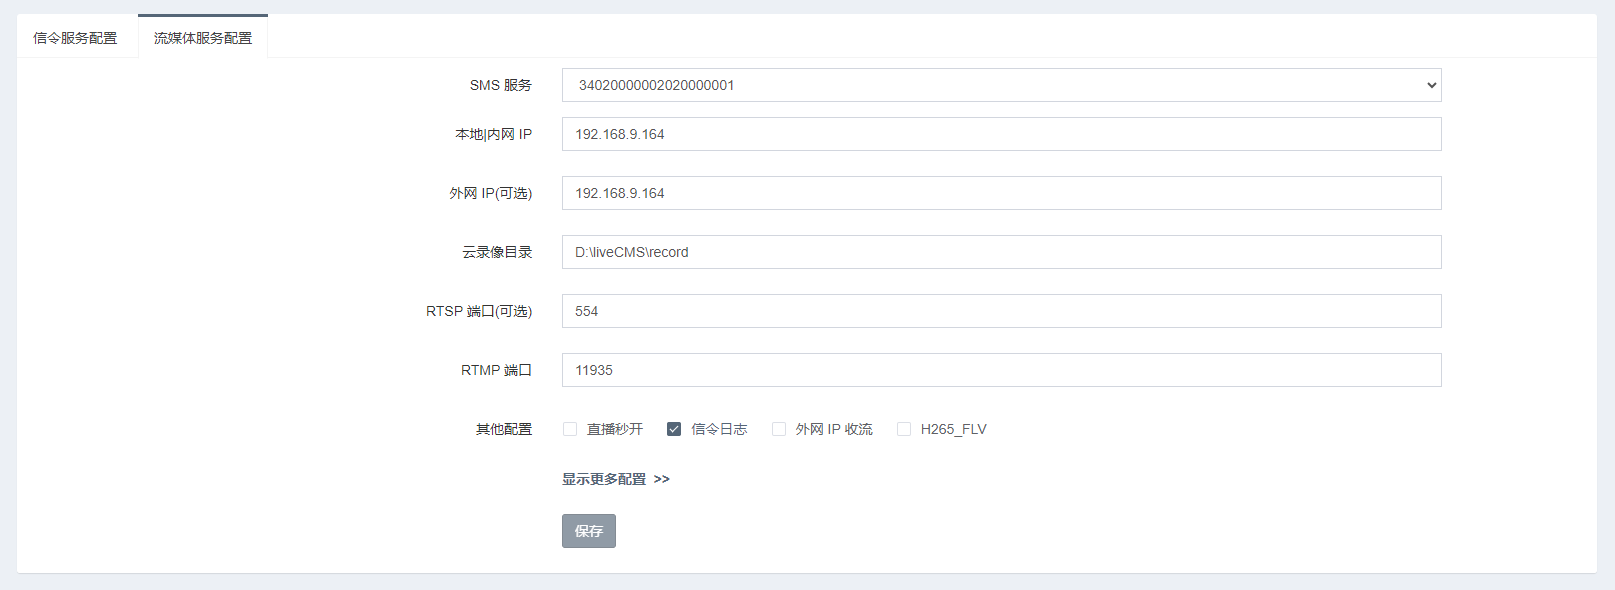 信令服务配置 流媒体服务配置
SMS 服务 34020000002020000001
本地|内网 IP 192.168.9.164
外网 IP(可选) 192.168.9.164
云录像目录 D:\liveCMS\record
RTSP 端口(可选) 554
RTMP 端口 11935
其他配置 直播秒开 信令日志 外网 IP 收流 H265_FLV
显示更多配置 >>
保存